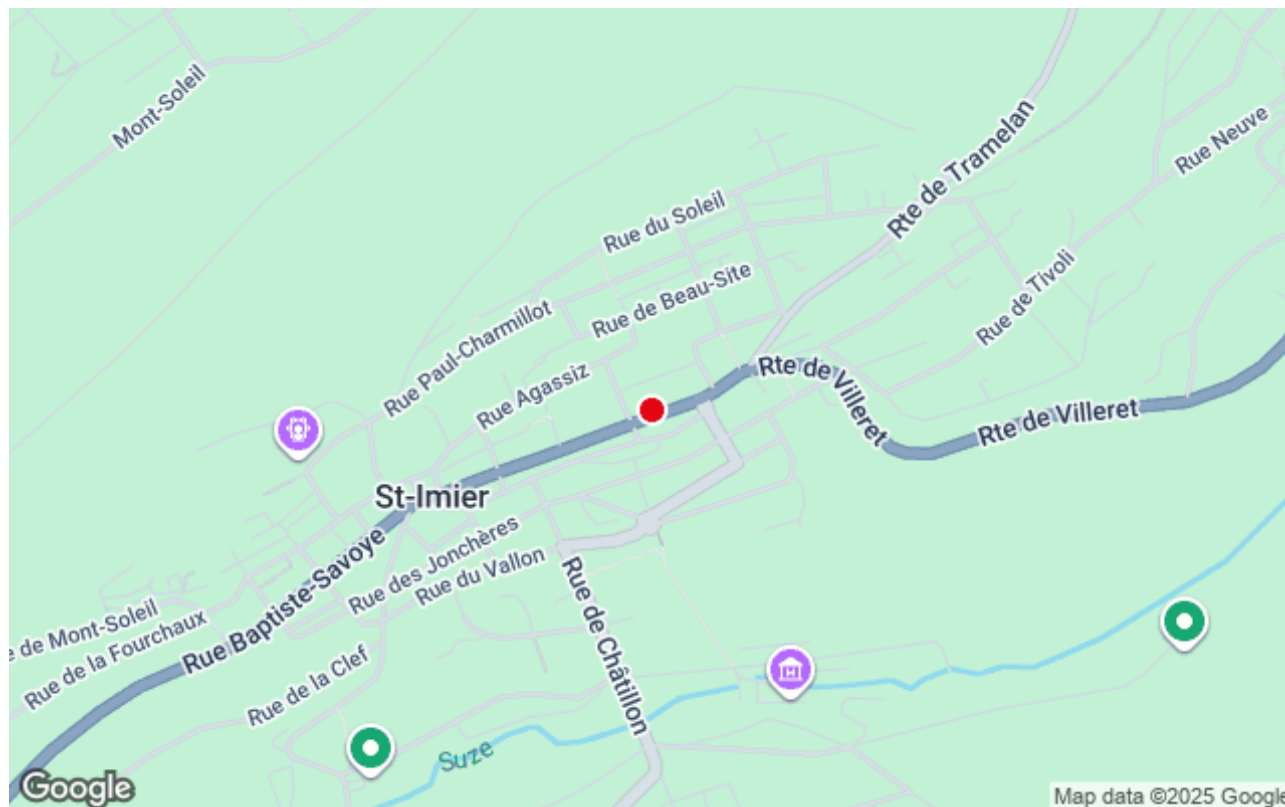 Mont-Soleil
Rte de Tramelan
Rue Neuve
Rue du Soleil
Rue de Beau-Site
Rue de Tivoli
Rue Paul-Charmillot
Rue Agassiz
Rte de Villeret
Rte de Villeret
St-Imier
Rue des Jonchères
Rue du Vallon
Rue Baptiste-Savoye
e de Mont-Soleil
Rue de la Fourchaux
Rue de la Clef
Rue de Châtillon
H
Suze
Google
Map data ©2025 Google